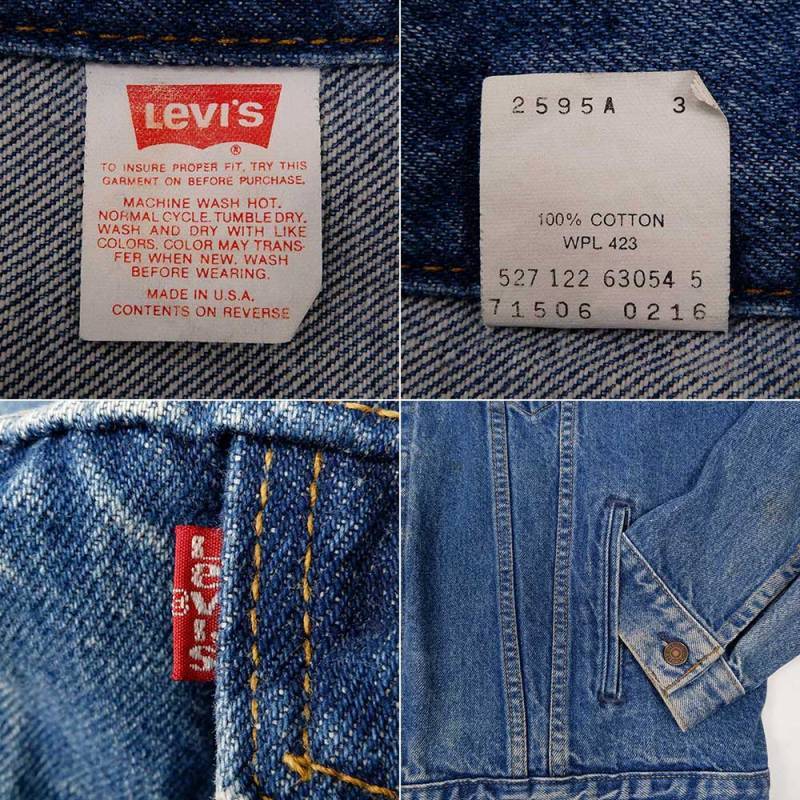 Levi's
®
TO INSURE PROPER FIT, TRY THIS
GARMENT ON BEFORE PURCHASE.
MACHINE WASH HOT.
NORMAL CYCLE. TUMBLE DRY.
WASH AND DRY WITH LIKE
COLORS. COLOR MAY TRANS-
FER WHEN NEW. WASH
BEFORE WEARING.
MADE IN U.S.A.
CONTENTS ON REVERSE
2595A 3
100% COTTON
WPL 423
527 122 63054 5
71506 0216
LeVI'S
®